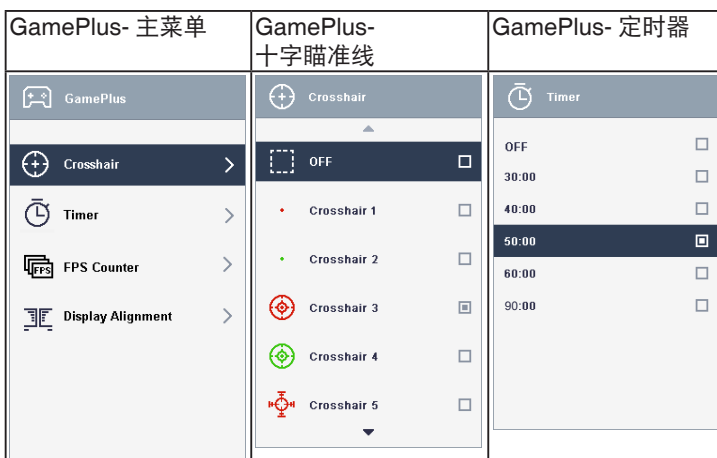 GamePlus- 主菜单
GamePlus-
十字瞄准线
GamePlus- 定时器
GamePlus
Crosshair
Timer
FPS
FPS Counter
Display Alignment
Crosshair
OFF
Crosshair 1
Crosshair 2
Crosshair 3
Crosshair 4
Crosshair 5
Timer
OFF
30:00
40:00
50:00
60:00
90:00